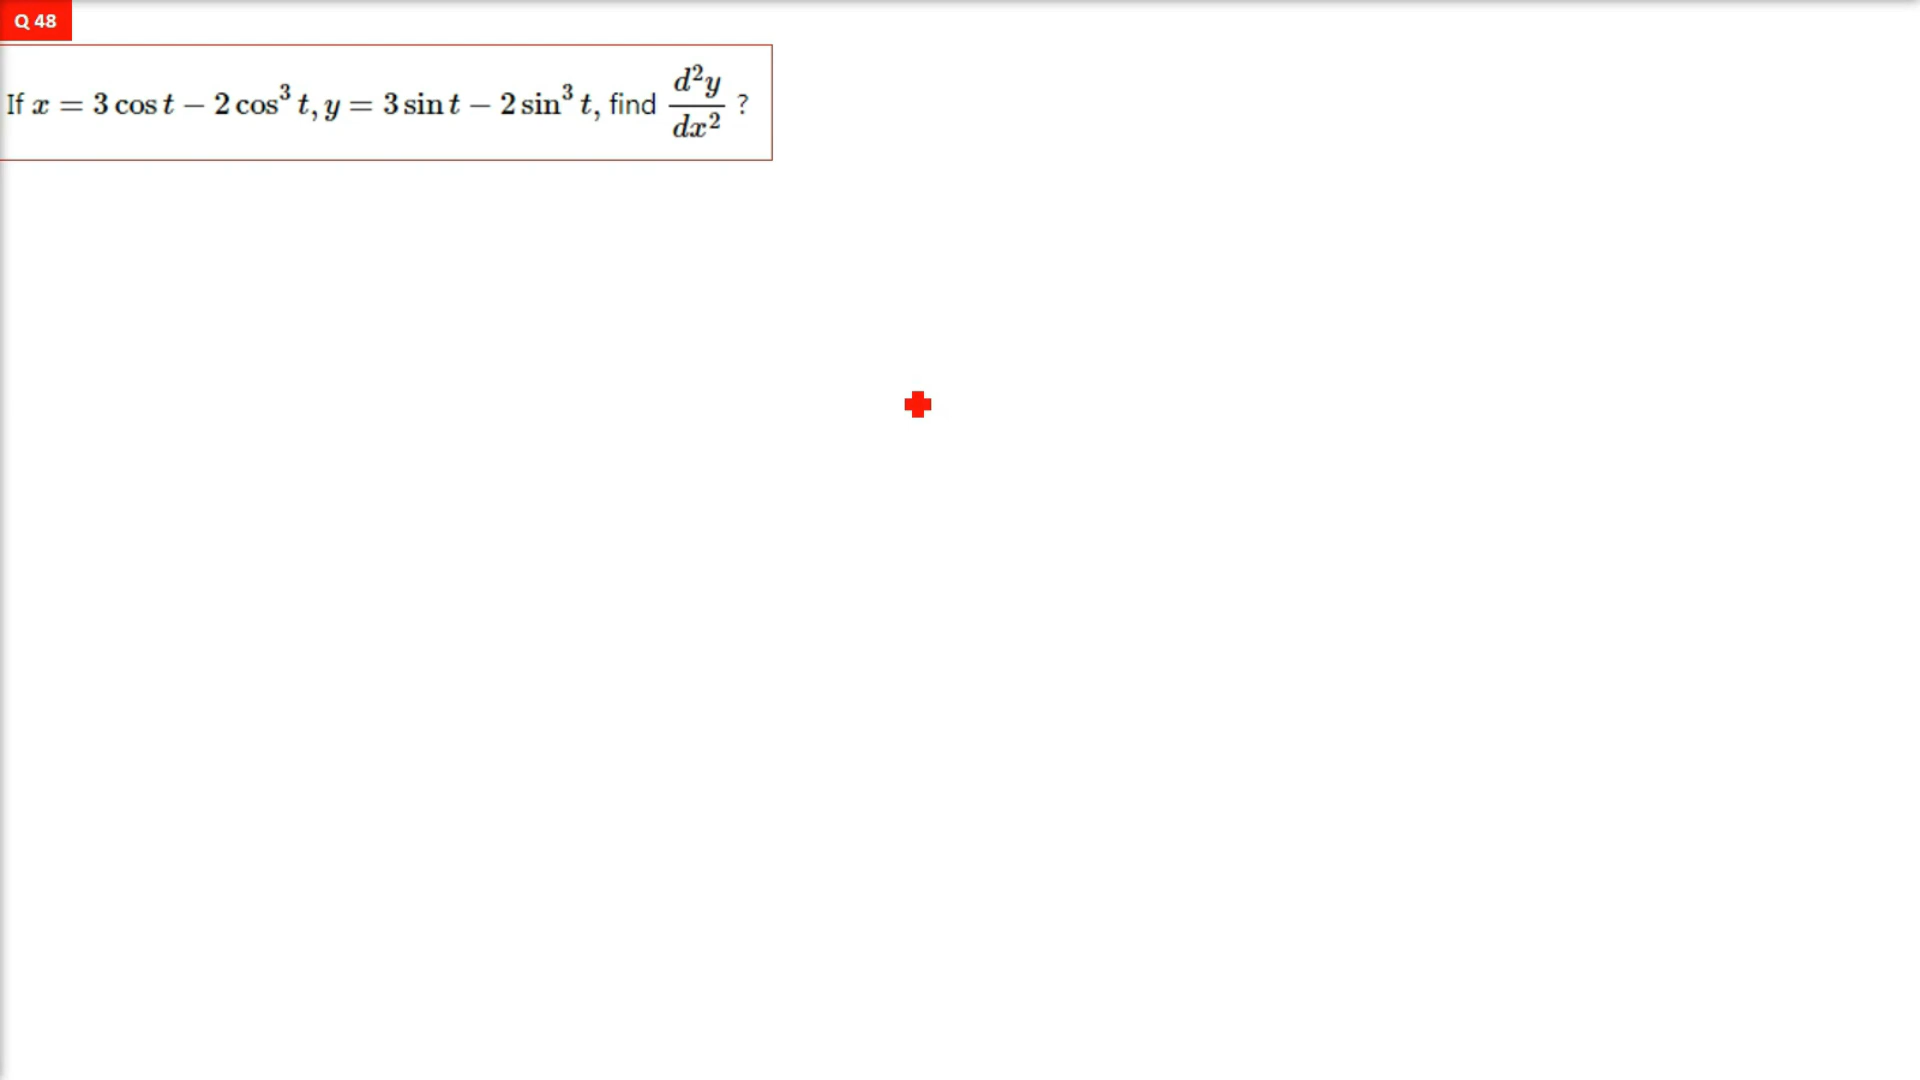 Q 48
If x = 3 cos t − 2 cos³ t, y = 3 sin t − 2 sin³ t, find d²y/dx² ?